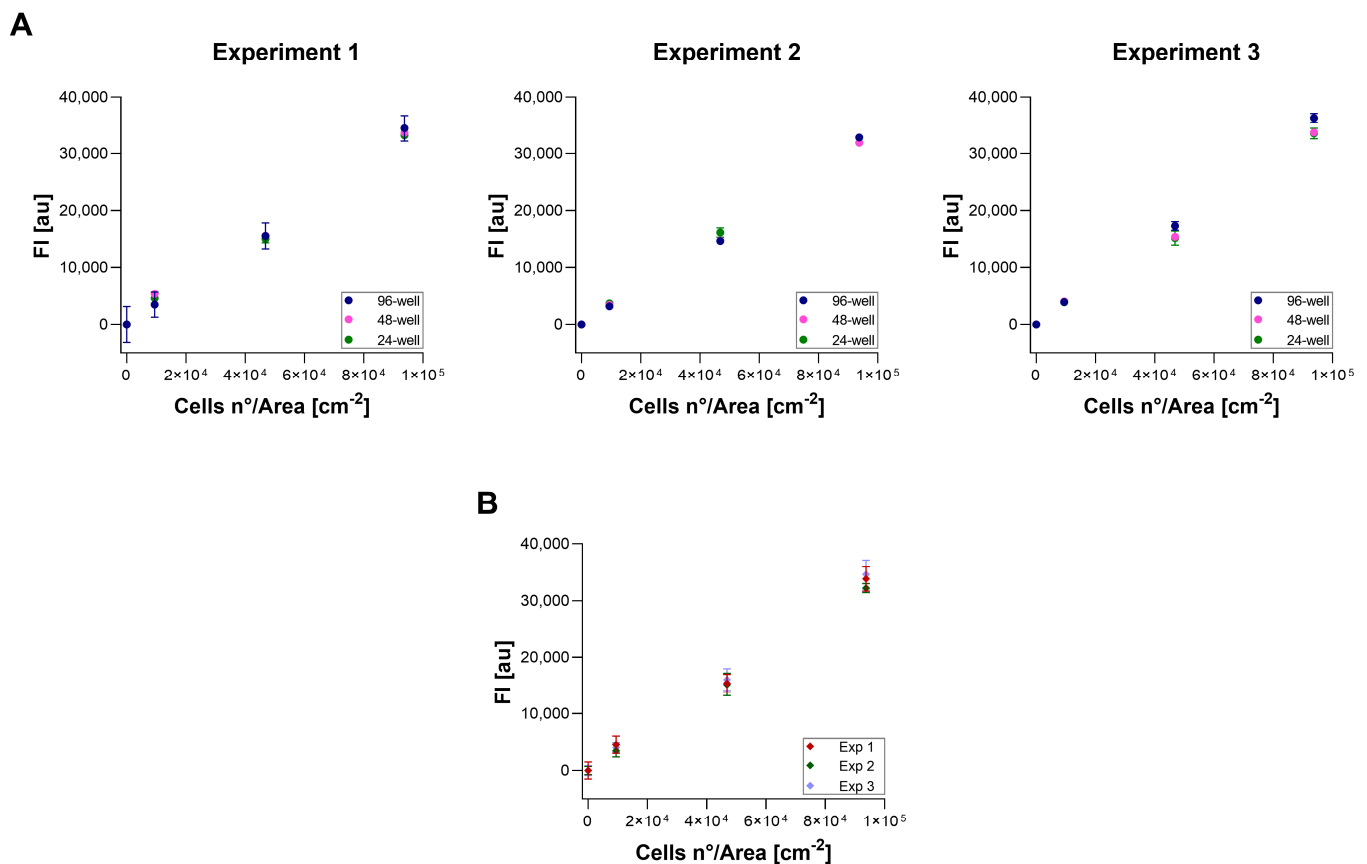 A
Experiment 1
40,000
30,000
20,000
10,000
0
FI [au]
96-well
48-well
24-well
0 2×10⁴ 4×10⁴ 6×10⁴ 8×10⁴ 1×10⁵
Cells n°/Area [cm⁻²]
Experiment 2
40,000
30,000
20,000
10,000
0
FI [au]
96-well
48-well
24-well
0 2×10⁴ 4×10⁴ 6×10⁴ 8×10⁴ 1×10⁵
Cells n°/Area [cm⁻²]
Experiment 3
40,000
30,000
20,000
10,000
0
FI [au]
96-well
48-well
24-well
0 2×10⁴ 4×10⁴ 6×10⁴ 8×10⁴ 1×10⁵
Cells n°/Area [cm⁻²]
B
40,000
30,000
20,000
10,000
0
FI [au]
Exp 1
Exp 2
Exp 3
0 2×10⁴ 4×10⁴ 6×10⁴ 8×10⁴ 1×10⁵
Cells n°/Area [cm⁻²]